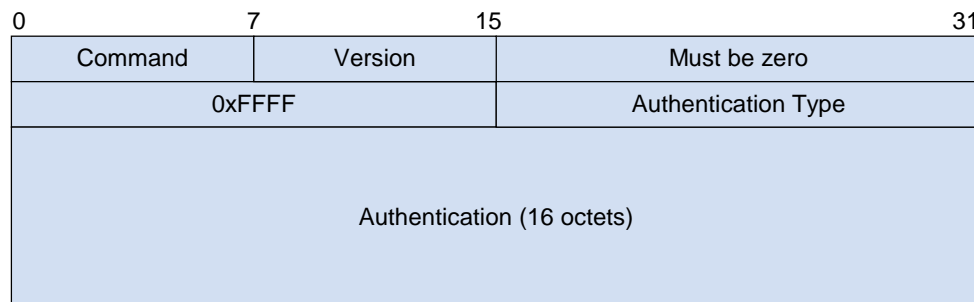 0 7 15 31
Command Version Must be zero
0xFFFF Authentication Type
Authentication (16 octets)